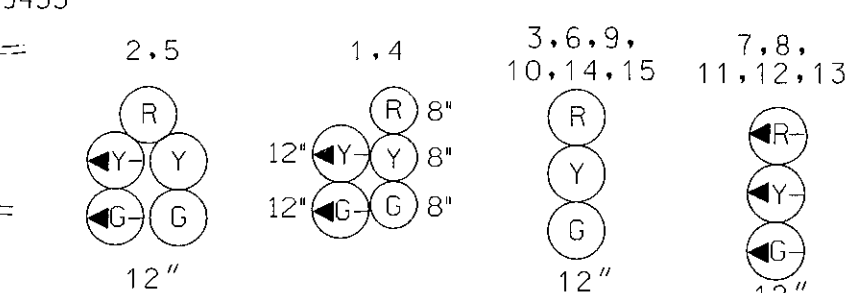 2,5
1,4
3,6,9,
10,14,15
7,8,
11,12,13
R
Y Y
G G
12"
R 8"
12" Y Y 8"
12" G G 8"
R
Y
G
12"
R
Y
G
12"